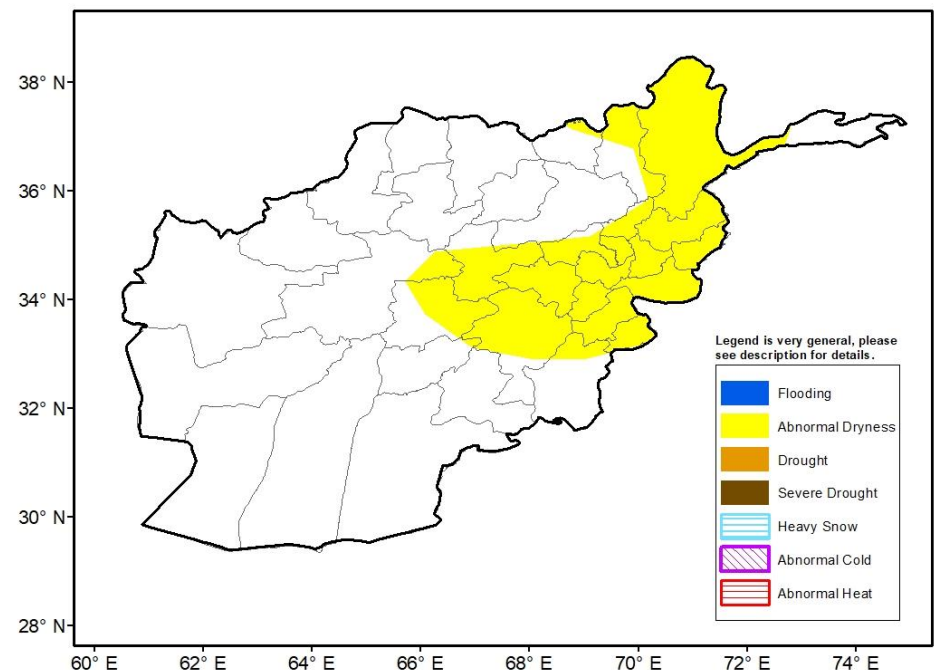 38° N
36° N
34° N
32° N
30° N
28° N
60° E
62° E
64° E
66° E
68° E
70° E
72° E
74° E
Legend is very general, please
see description for details.
Flooding
Abnormal Dryness
Drought
Severe Drought
Heavy Snow
Abnormal Cold
Abnormal Heat